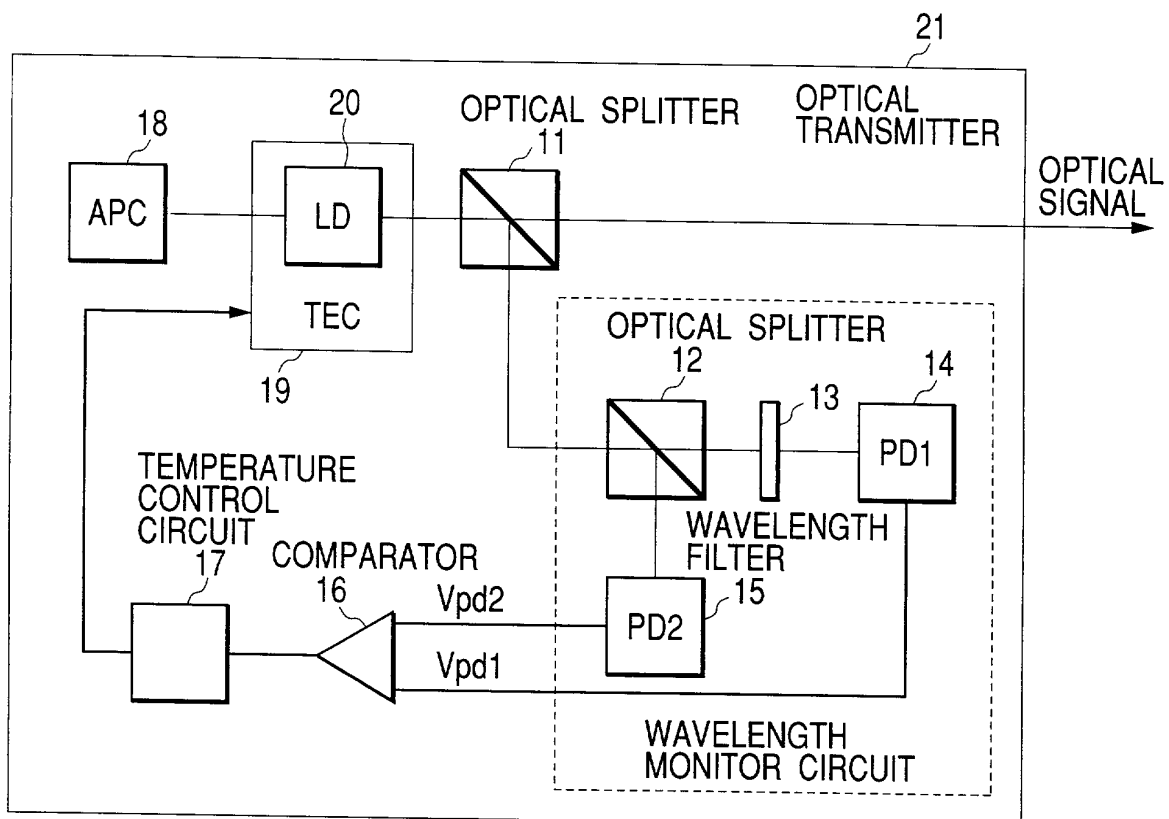 21
OPTICAL
TRANSMITTER
OPTICAL SPLITTER
11
20
18
APC
LD
TEC
19
OPTICAL
SIGNAL
OPTICAL SPLITTER
12
13
14
PD1
WAVELENGTH
FILTER
15
PD2
TEMPERATURE
CONTROL
CIRCUIT
17
COMPARATOR
16
Vpd2
Vpd1
WAVELENGTH
MONITOR CIRCUIT